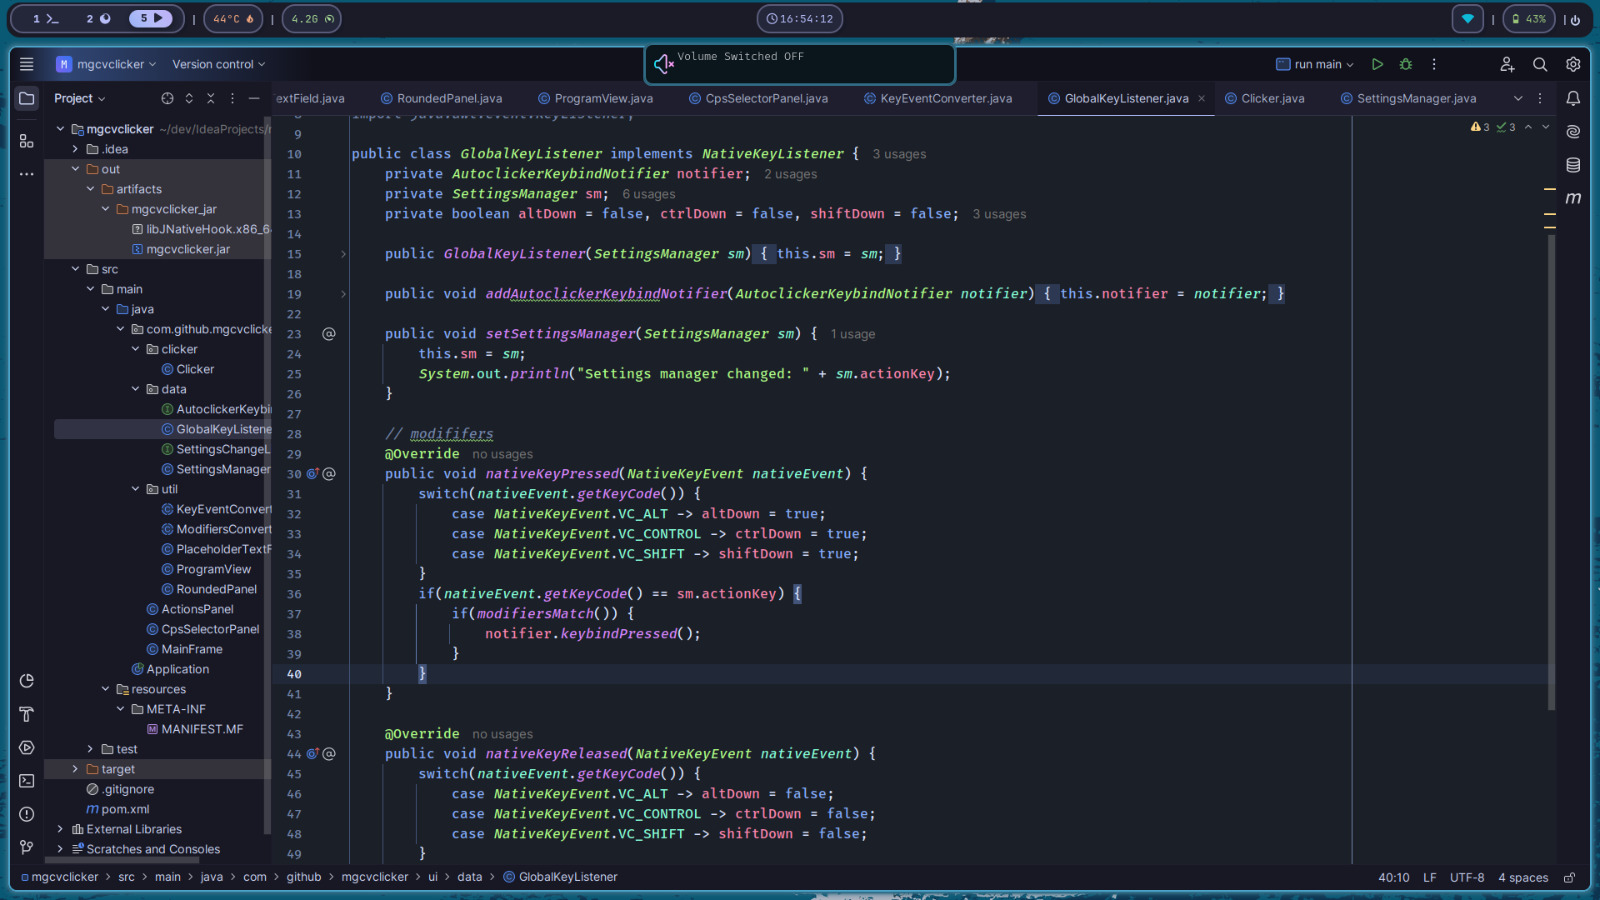 1
2
5
44°C
4.2G
16:54:12
43%
Volume Switched OFF
M mgcvclicker
Version control
run main
Project
extField.java
RoundedPanel.java
ProgramView.java
CpsSelectorPanel.java
KeyEventConverter.java
GlobalKeyListener.java
Clicker.java
SettingsManager.java
mgcvclicker ~/dev/IdeaProjects/
.idea
out
artifacts
mgcvclicker_jar
libJNativeHook.x86_6
mgcvclicker.jar
src
main
java
com.github.mgcvclicke
clicker
Clicker
data
AutoclickerKeybi
GlobalKeyListene
SettingsChangeL
SettingsManager
util
KeyEventConvert
ModifiersConvert
PlaceholderTextF
ProgramView
RoundedPanel
ActionsPanel
CpsSelectorPanel
MainFrame
Application
resources
META-INF
MANIFEST.MF
test
target
.gitignore
pom.xml
External Libraries
Scratches and Consoles
3 3
8 import java.awt.event.KeyListener;
9
10 public class GlobalKeyListener implements NativeKeyListener { 3 usages
11 private AutoclickerKeybindNotifier notifier; 2 usages
12 private SettingsManager sm; 6 usages
13 private boolean altDown = false, ctrlDown = false, shiftDown = false; 3 usages
14
15 public GlobalKeyListener(SettingsManager sm) { this.sm = sm; }
18
19 public void addAutoclickerKeybindNotifier(AutoclickerKeybindNotifier notifier) { this.notifier = notifier; }
22
23 public void setSettingsManager(SettingsManager sm) { 1 usage
24 this.sm = sm;
25 System.out.println("Settings manager changed: " + sm.actionKey);
26 }
27
28 // modififers
29 @Override no usages
30 public void nativeKeyPressed(NativeKeyEvent nativeEvent) {
31 switch(nativeEvent.getKeyCode()) {
32 case NativeKeyEvent.VC_ALT -> altDown = true;
33 case NativeKeyEvent.VC_CONTROL -> ctrlDown = true;
34 case NativeKeyEvent.VC_SHIFT -> shiftDown = true;
35 }
36 if(nativeEvent.getKeyCode() == sm.actionKey) {
37 if(modifiersMatch()) {
38 notifier.keybindPressed();
39 }
40 }
41 }
42
43 @Override no usages
44 public void nativeKeyReleased(NativeKeyEvent nativeEvent) {
45 switch(nativeEvent.getKeyCode()) {
46 case NativeKeyEvent.VC_ALT -> altDown = false;
47 case NativeKeyEvent.VC_CONTROL -> ctrlDown = false;
48 case NativeKeyEvent.VC_SHIFT -> shiftDown = false;
49 }
mgcvclicker > src > main > java > com > github > mgcvclicker > ui > data > GlobalKeyListener
40:10 LF UTF-8 4 spaces